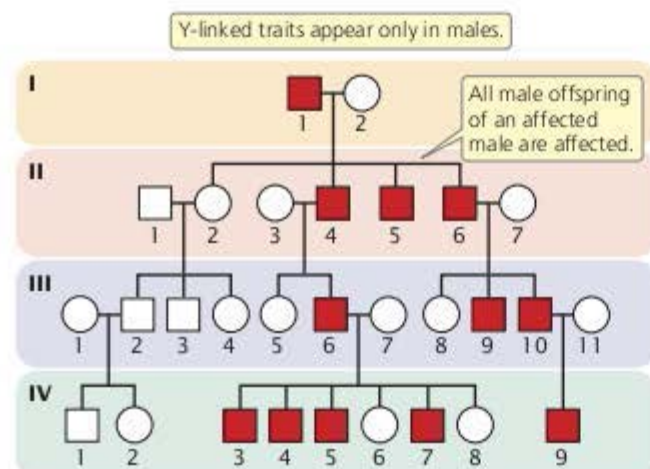 Y-linked traits appear only in males.
I
1 2
All male offspring
of an affected
male are affected.
II
1 2 3 4 5 6 7
III
1 2 3 4 5 6 7 8 9 10 11
IV
1 2 3 4 5 6 7 8 9